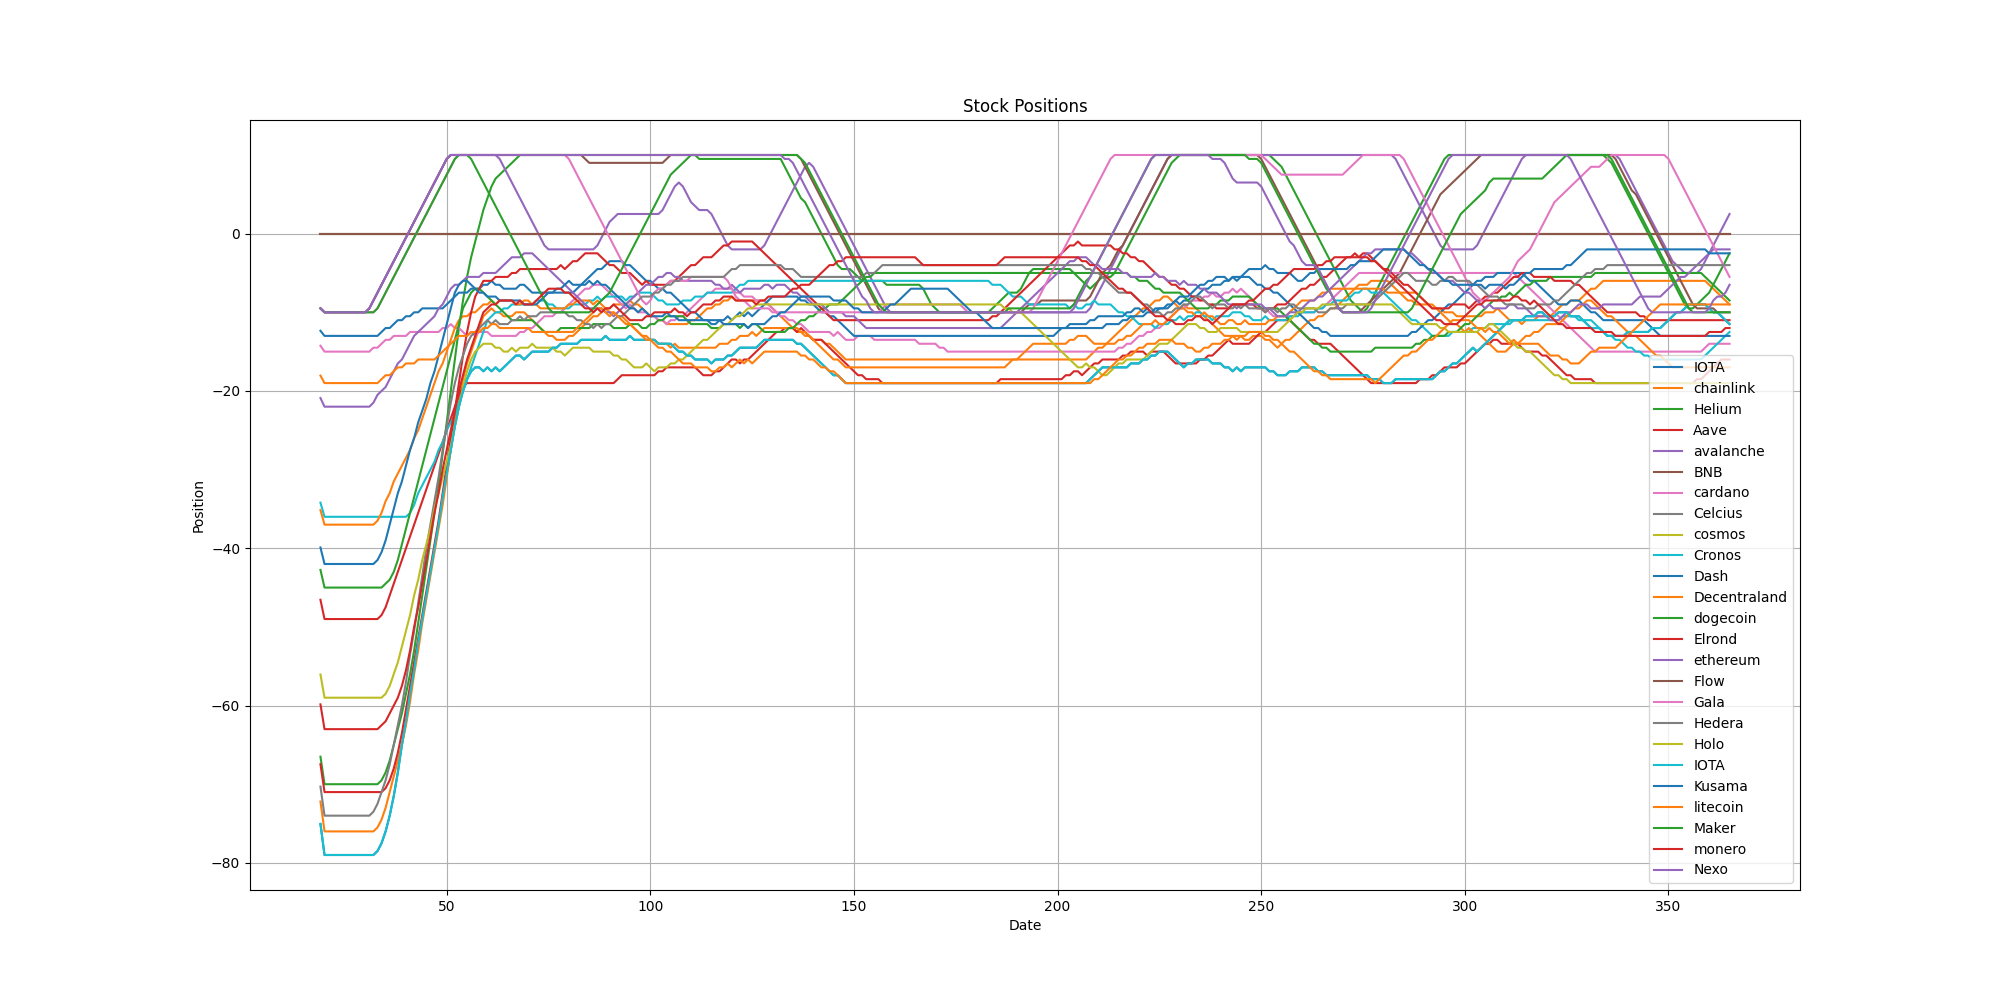 Stock Positions
Position
0
−20
−40
−60
−80
50
100
150
200
250
300
350
Date
IOTA
chainlink
Helium
Aave
avalanche
BNB
cardano
Celcius
cosmos
Cronos
Dash
Decentraland
dogecoin
Elrond
ethereum
Flow
Gala
Hedera
Holo
IOTA
Kusama
litecoin
Maker
monero
Nexo